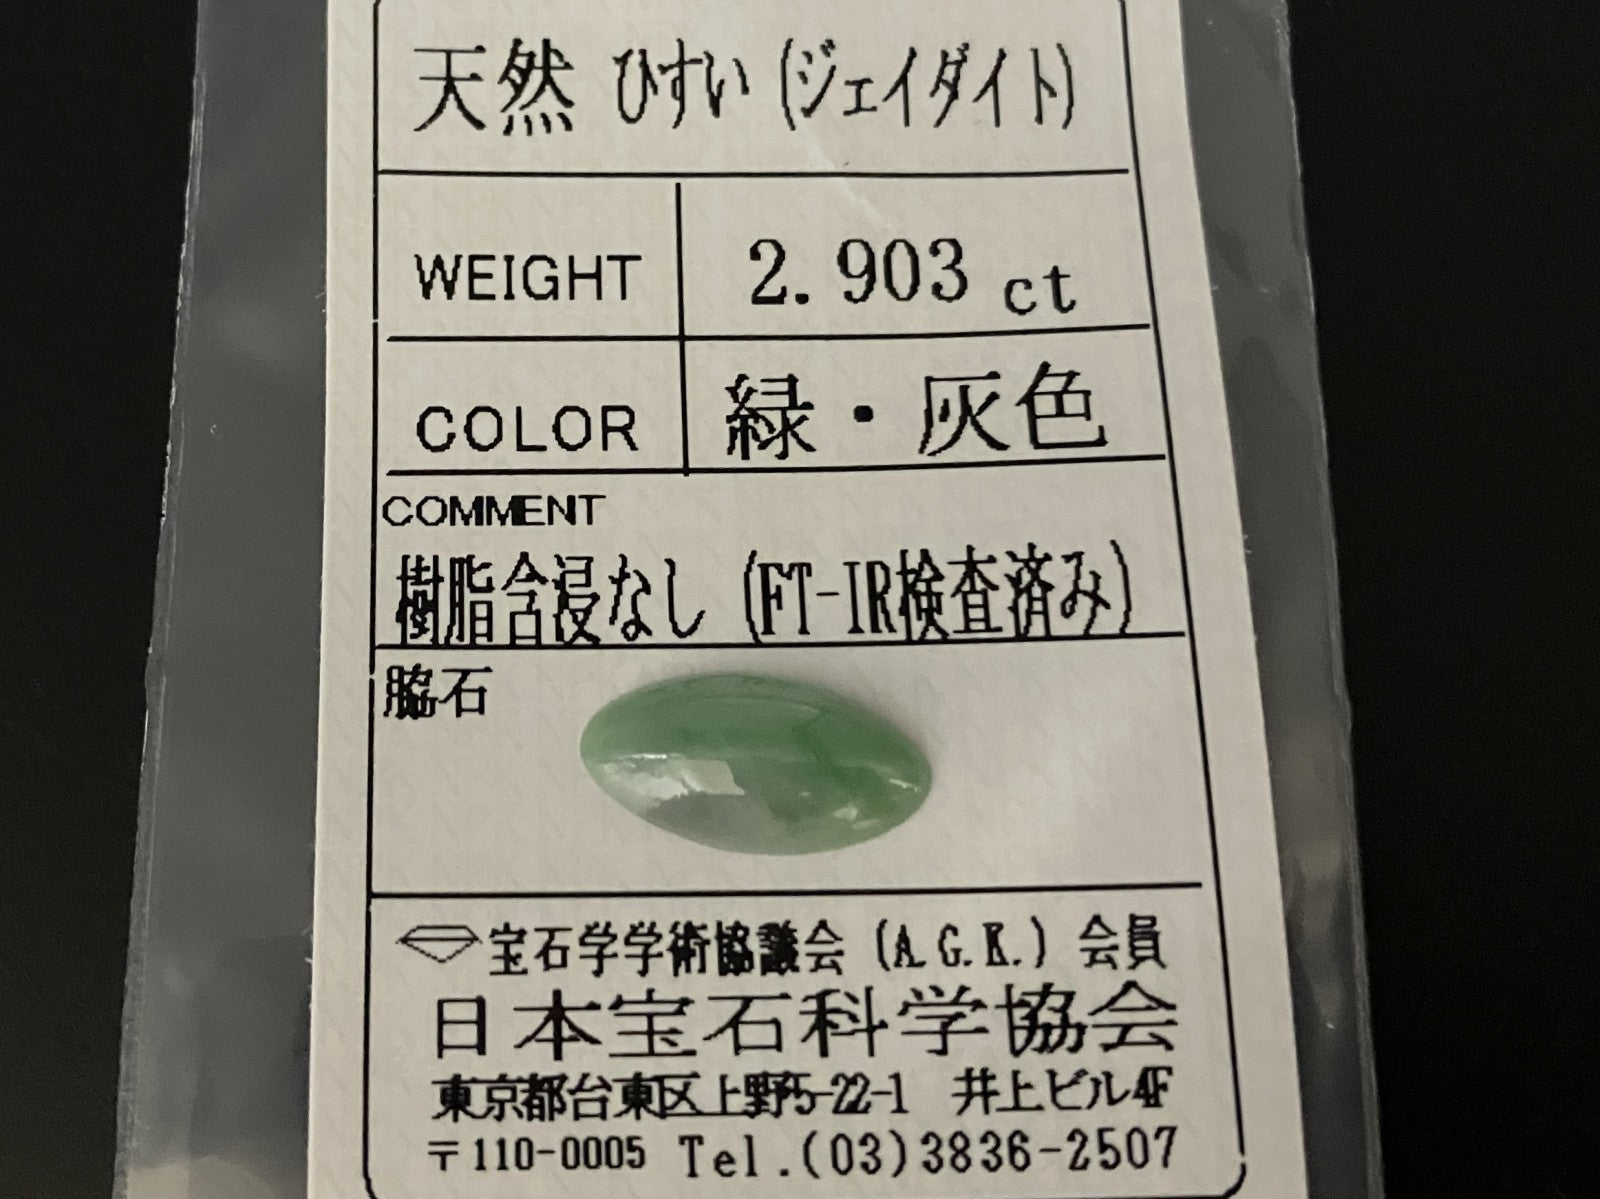 天然 ひすい (ジェイダイト)
WEIGHT 2.903 ct
COLOR 緑・灰色
COMMENT
樹脂含浸なし (FT-IR検査済み)
脇石
宝石学学術協議会 (A.G.K.) 会員
日本宝石科学協会
東京都台東区上野5-22-1 井上ビル4F
〒110-0005 Tel.(03)3836-2507